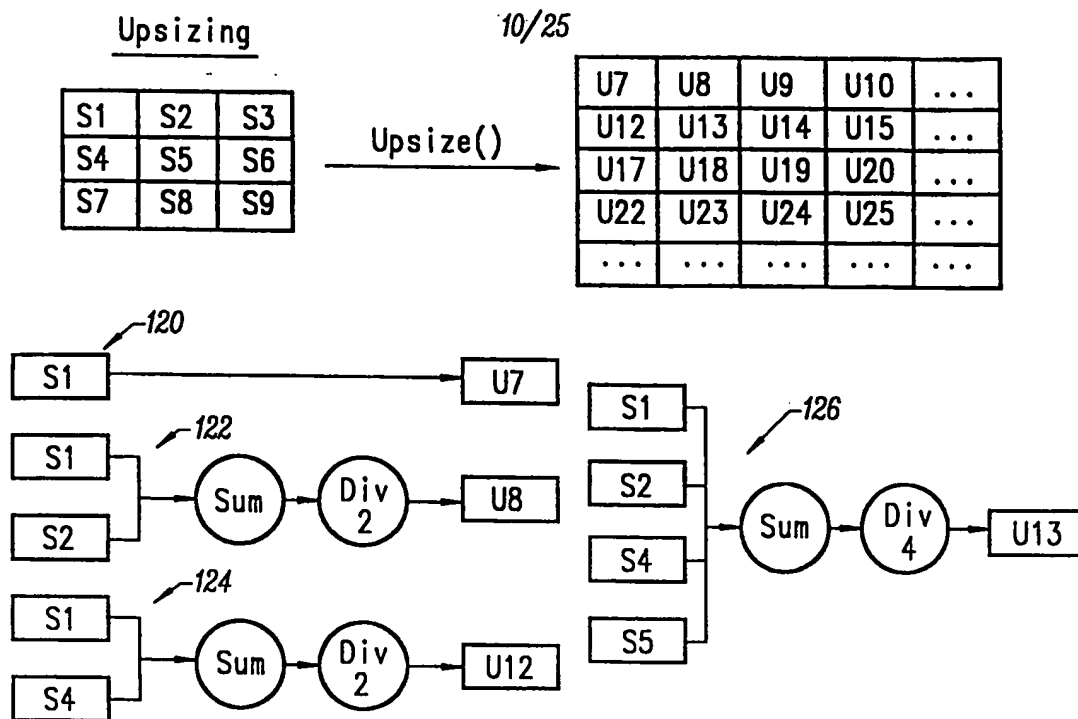 Upsizing
10/25
S1 S2 S3
S4 S5 S6
S7 S8 S9
Upsize()
U7 U8 U9 U10 ...
U12 U13 U14 U15 ...
U17 U18 U19 U20 ...
U22 U23 U24 U25 ...
... ... ... ... ...
120
S1 U7
122
S1
S2
Sum
Div 2
U8
124
S1
S4
Sum
Div 2
U12
126
S1
S2
S4
S5
Sum
Div 4
U13